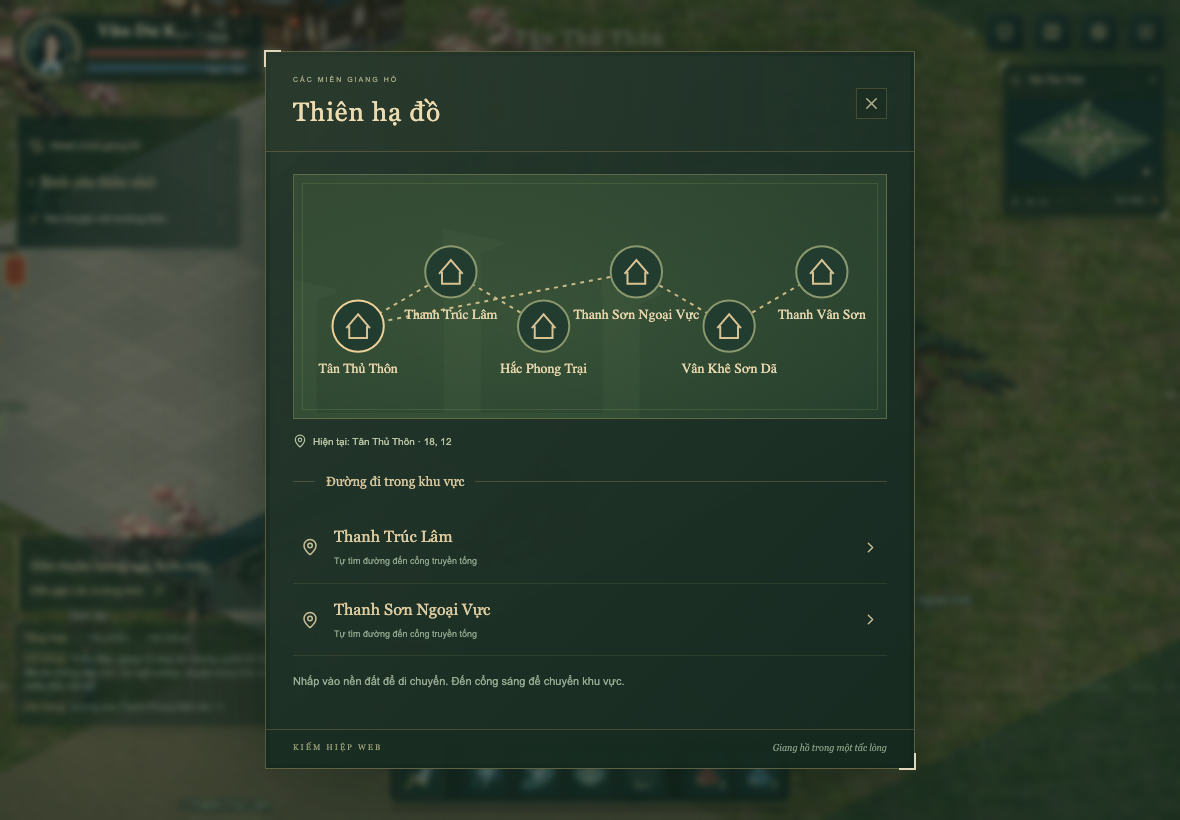 CÁC MIỀN GIANG HỒ
Thiên hạ đồ
Thanh Trúc Lâm
Thanh Sơn Ngoại Vực
Thanh Vân Sơn
Tân Thủ Thôn
Hắc Phong Trại
Vân Khê Sơn Dã
Hiện tại: Tân Thủ Thôn · 18, 12
Đường đi trong khu vực
Thanh Trúc Lâm
Tự tìm đường đến cổng truyền tống
Thanh Sơn Ngoại Vực
Tự tìm đường đến cổng truyền tống
Nhấp vào nền đất để di chuyển. Đến cổng sáng để chuyển khu vực.
KIẾM HIỆP WEB
Giang hồ trong một tấc lòng